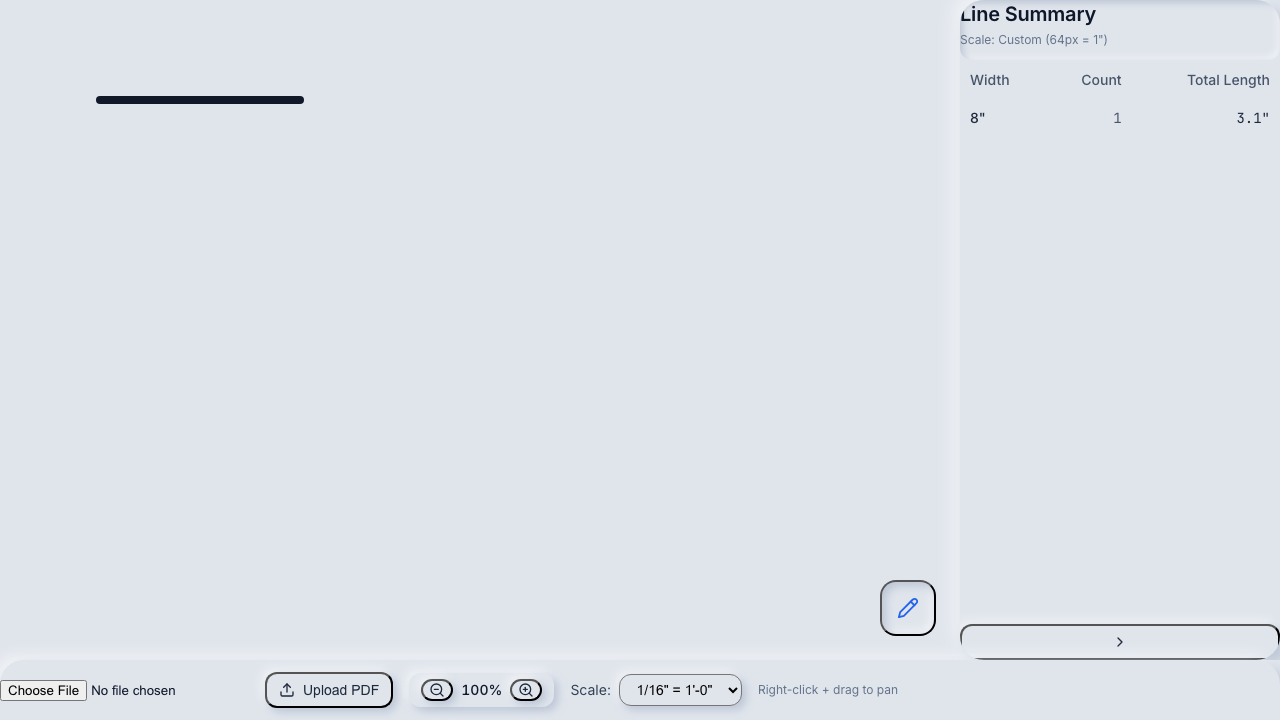 Line Summary
Scale: Custom (64px = 1")
Width Count Total Length
8" 1 3.1"
Choose File No file chosen Upload PDF 100% Scale: 1/16" = 1'-0" Right-click + drag to pan